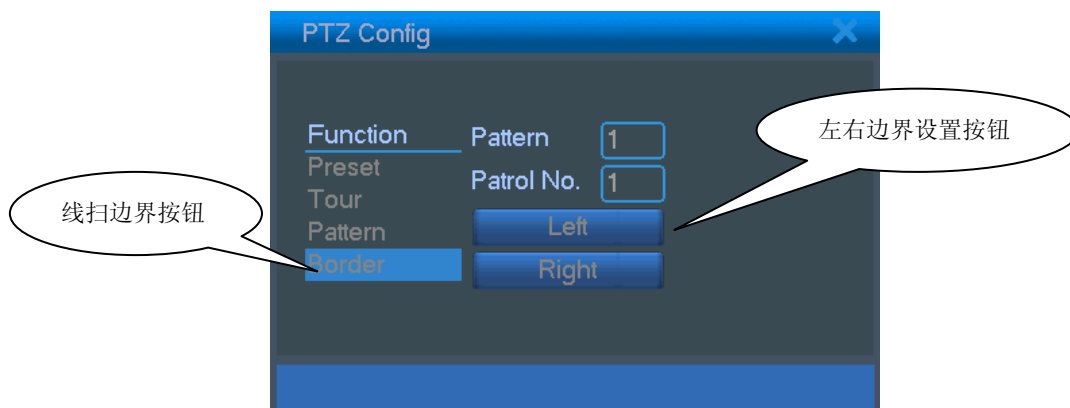 PTZ Config
Function
Preset
Tour
Pattern
Border
Pattern 1
Patrol No. 1
Left
Right
线扫边界按钮
左右边界设置按钮